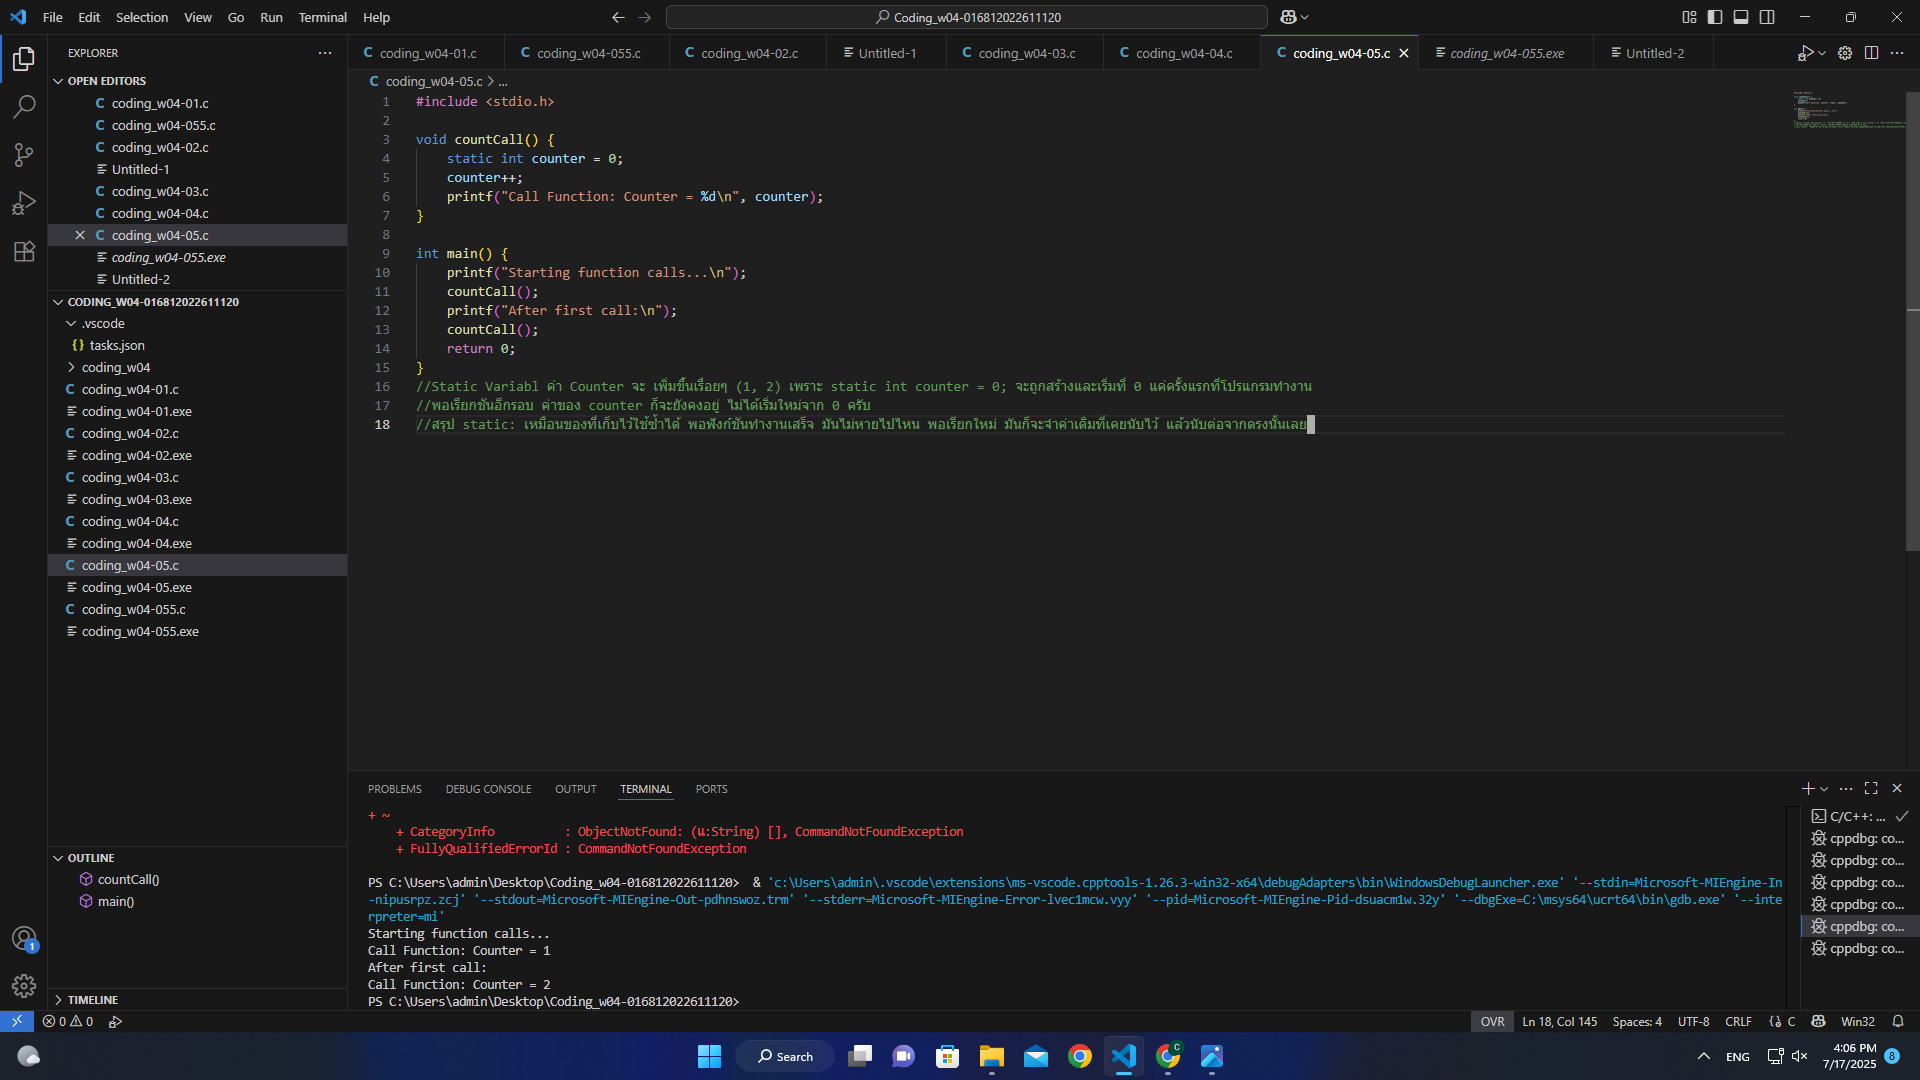 File Edit Selection View Go Run Terminal Help
Coding_w04-016812022611120
EXPLORER
OPEN EDITORS
coding_w04-01.c
coding_w04-055.c
coding_w04-02.c
Untitled-1
coding_w04-03.c
coding_w04-04.c
coding_w04-05.c
coding_w04-055.exe
Untitled-2
CODING_W04-016812022611120
.vscode
tasks.json
coding_w04
coding_w04-01.c
coding_w04-01.exe
coding_w04-02.c
coding_w04-02.exe
coding_w04-03.c
coding_w04-03.exe
coding_w04-04.c
coding_w04-04.exe
coding_w04-05.c
coding_w04-05.exe
coding_w04-055.c
coding_w04-055.exe
OUTLINE
countCall()
main()
TIMELINE
coding_w04-01.c coding_w04-055.c coding_w04-02.c Untitled-1 coding_w04-03.c coding_w04-04.c coding_w04-05.c coding_w04-055.exe Untitled-2
coding_w04-05.c > ...
1 #include <stdio.h>
2
3 void countCall() {
4 static int counter = 0;
5 counter++;
6 printf("Call Function: Counter = %d\n", counter);
7 }
8
9 int main() {
10 printf("Starting function calls...\n");
11 countCall();
12 printf("After first call:\n");
13 countCall();
14 return 0;
15 }
16 //Static Variabl ค่า Counter จะ เพิ่มขึ้นเรื่อยๆ (1, 2) เพราะ static int counter = 0; จะถูกสร้างและเริ่มที่ 0 แค่ครั้งแรกที่โปรแกรมทำงาน
17 //พอเรียกชันอีกรอบ ค่าของ counter ก็จะยังคงอยู่ ไม่ได้เริ่มใหม่จาก 0 ครับ
18 //สรุป static: เหมือนของที่เก็บไว้ใช้ซ้ำได้ พอฟังก์ชันทำงานเสร็จ มันไม่หายไปไหน พอเรียกใหม่ มันก็จะจำค่าเดิมที่เคยนับไว้ แล้วนับต่อจากตรงนั้นเลย
PROBLEMS DEBUG CONSOLE OUTPUT TERMINAL PORTS
+ ~
+ CategoryInfo : ObjectNotFound: (แ:String) [], CommandNotFoundException
+ FullyQualifiedErrorId : CommandNotFoundException
PS C:\Users\admin\Desktop\Coding_w04-016812022611120> & 'c:\Users\admin\.vscode\extensions\ms-vscode.cpptools-1.26.3-win32-x64\debugAdapters\bin\WindowsDebugLauncher.exe' '--stdin=Microsoft-MIEngine-In
-nipusrpz.zcj' '--stdout=Microsoft-MIEngine-Out-pdhnswoz.trm' '--stderr=Microsoft-MIEngine-Error-lvec1mcw.vyy' '--pid=Microsoft-MIEngine-Pid-dsuacm1w.32y' '--dbgExe=C:\msys64\ucrt64\bin\gdb.exe' '--inte
rpreter=mi'
Starting function calls...
Call Function: Counter = 1
After first call:
Call Function: Counter = 2
PS C:\Users\admin\Desktop\Coding_w04-016812022611120>
C/C++: ...
cppdbg: co...
cppdbg: co...
cppdbg: co...
cppdbg: co...
cppdbg: co...
cppdbg: co...
1
0 0
OVR Ln 18, Col 145 Spaces: 4 UTF-8 CRLF {} C Win32
Search
ENG
4:06 PM
7/17/2025
8